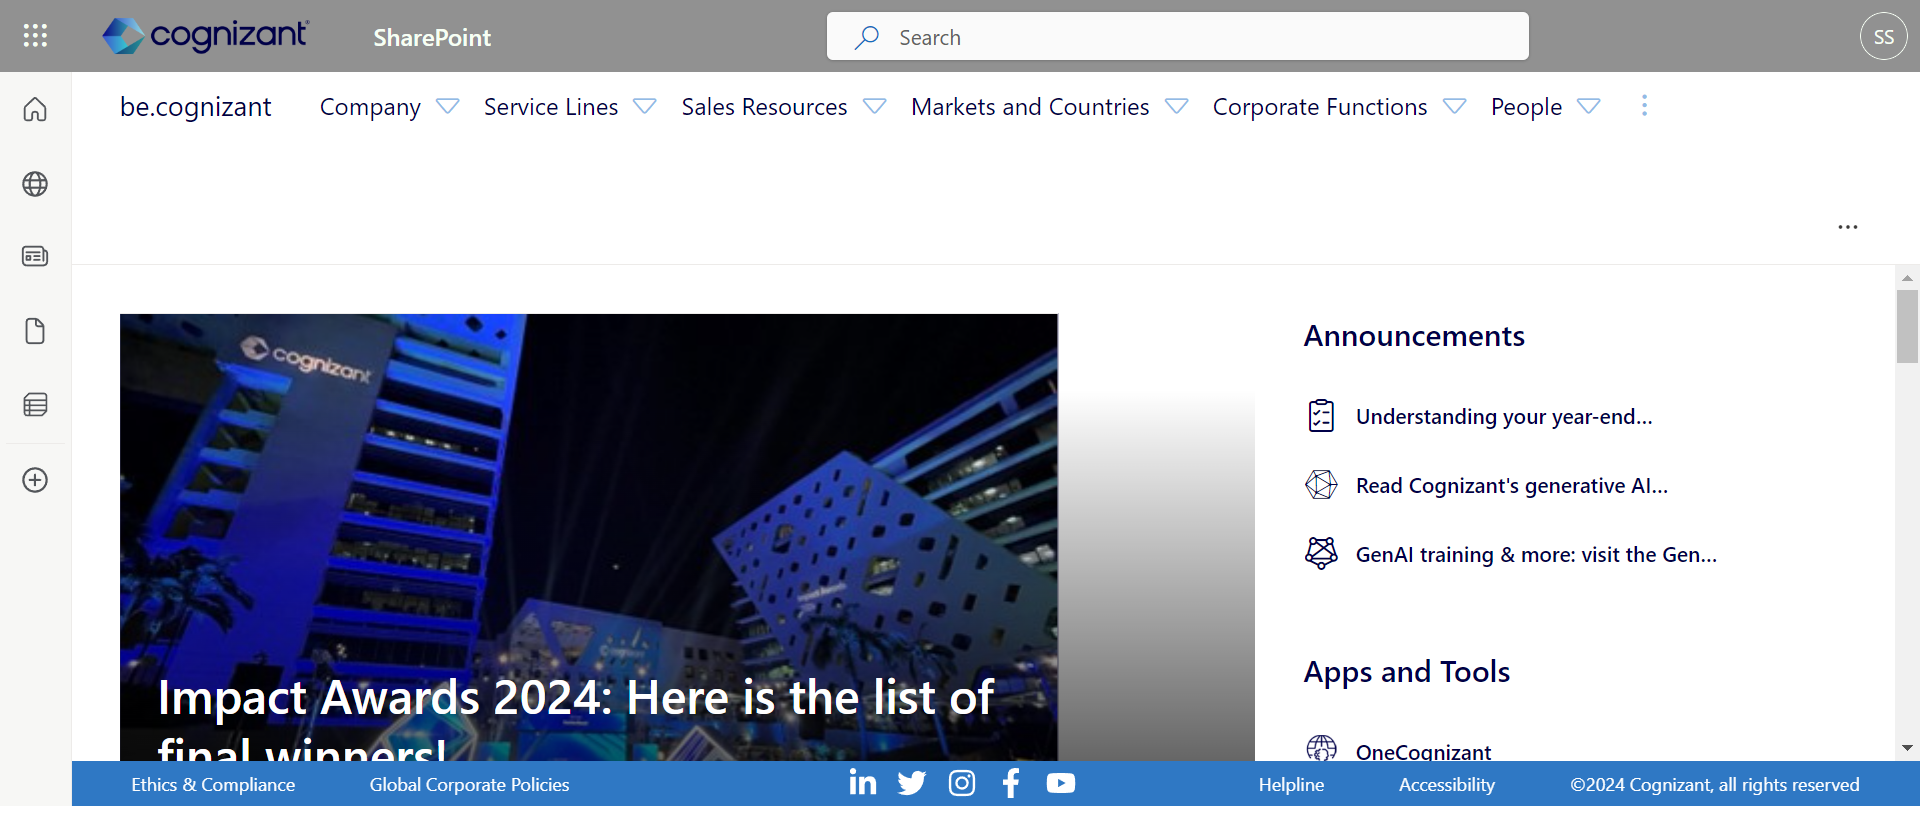 cognizant
SharePoint
Search
SS
be.cognizant
Company
Service Lines
Sales Resources
Markets and Countries
Corporate Functions
People
cognizant
Impact Awards 2024: Here is the list of
final winners!
Announcements
Understanding your year-end...
Read Cognizant's generative AI...
GenAI training & more: visit the Gen...
Apps and Tools
OneCognizant
Ethics & Compliance
Global Corporate Policies
Helpline
Accessibility
©2024 Cognizant, all rights reserved